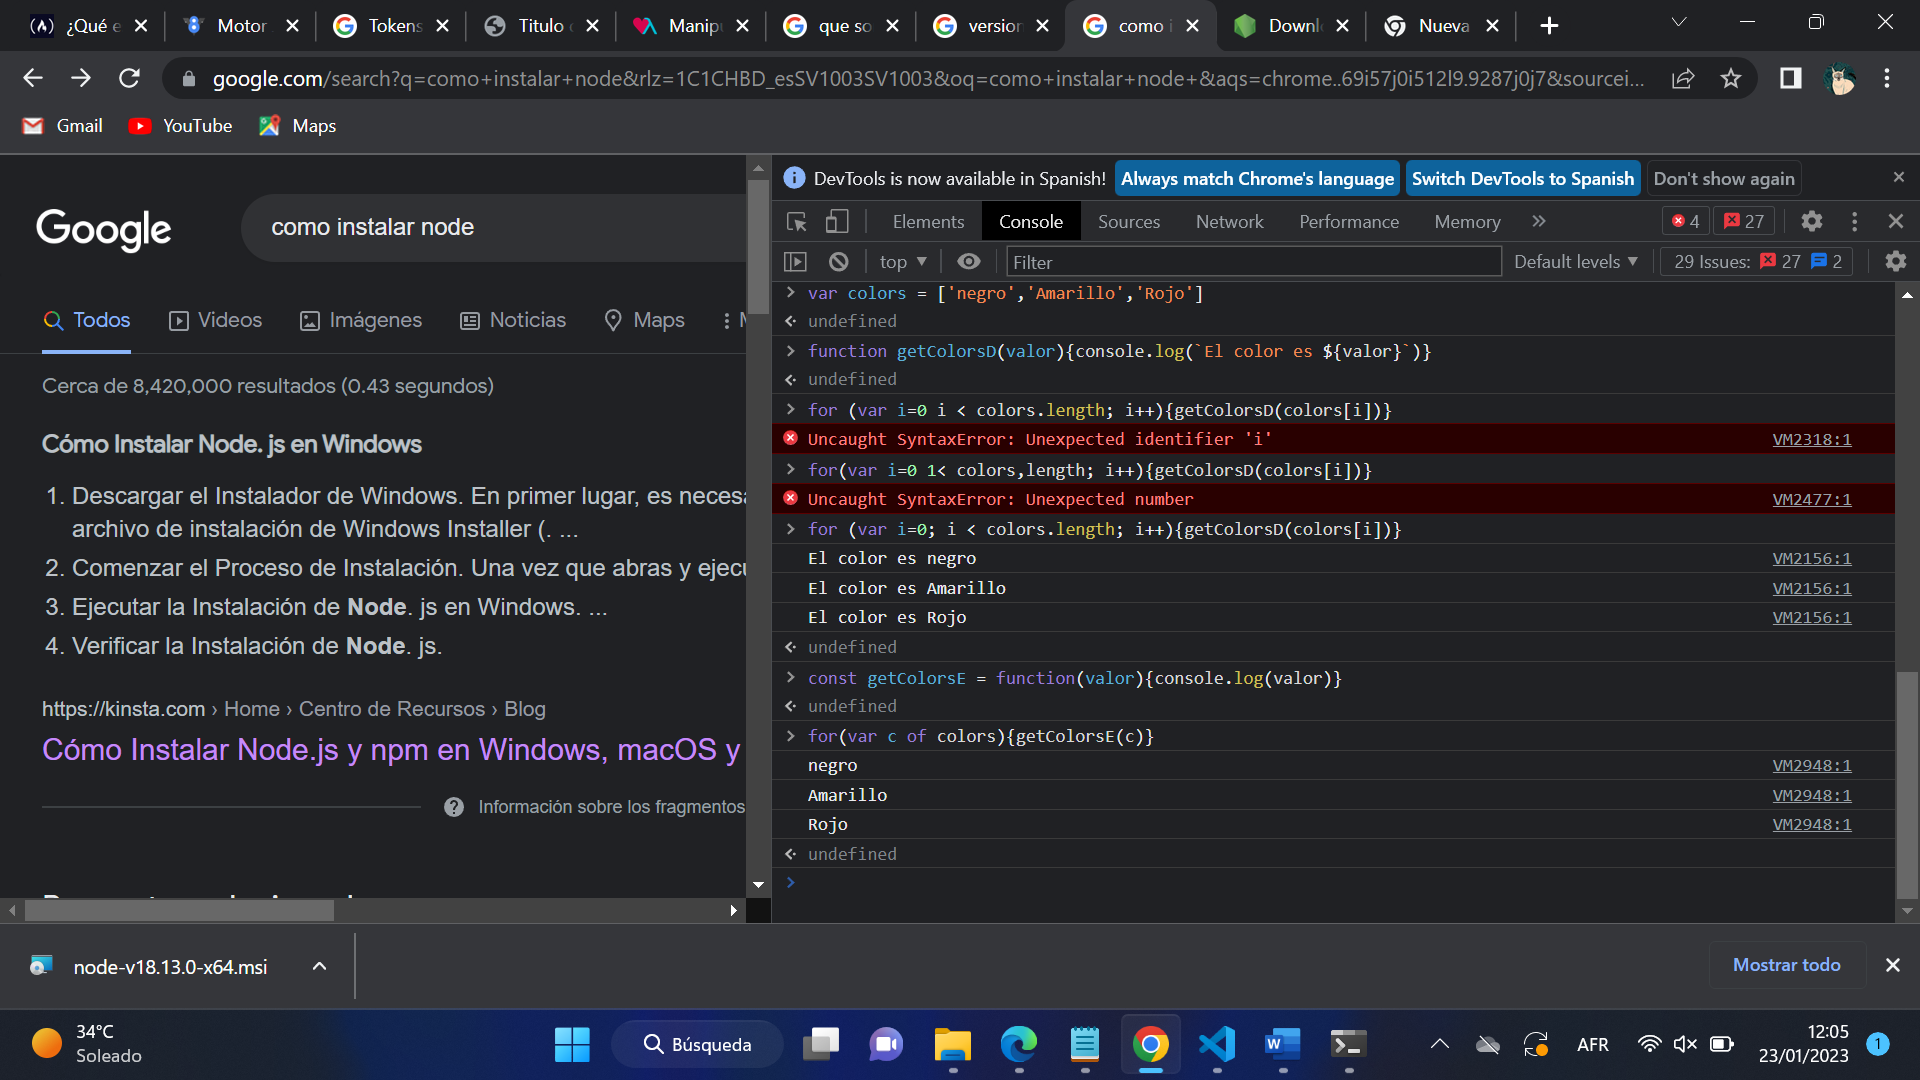 ¿Qué e
Motor
Tokens
Titulo
Manip
que so
version
como i
Downl
Nueva
google.com/search?q=como+instalar+node&rlz=1C1CHBD_esSV1003SV1003&oq=como+instalar+node+&aqs=chrome..69i57j0i512l9.9287j0j7&sourcei...
Gmail
YouTube
Maps
Google
como instalar node
Todos
Videos
Imágenes
Noticias
Maps
Cerca de 8,420,000 resultados (0.43 segundos)
Cómo Instalar Node. js en Windows
1. Descargar el Instalador de Windows. En primer lugar, es necesa
archivo de instalación de Windows Installer (. ...
2. Comenzar el Proceso de Instalación. Una vez que abras y ejecu
3. Ejecutar la Instalación de Node. js en Windows. ...
4. Verificar la Instalación de Node. js.
https://kinsta.com › Home › Centro de Recursos › Blog
Cómo Instalar Node.js y npm en Windows, macOS y
Información sobre los fragmentos
DevTools is now available in Spanish!
Always match Chrome's language
Switch DevTools to Spanish
Don't show again
Elements
Console
Sources
Network
Performance
Memory
4
27
top
Filter
Default levels
29 Issues: 27 2
var colors = ['negro','Amarillo','Rojo']
undefined
function getColorsD(valor){console.log(`El color es ${valor}`)}
undefined
for (var i=0 i < colors.length; i++){getColorsD(colors[i])}
Uncaught SyntaxError: Unexpected identifier 'i' VM2318:1
for(var i=0 1< colors,length; i++){getColorsD(colors[i])}
Uncaught SyntaxError: Unexpected number VM2477:1
for (var i=0; i < colors.length; i++){getColorsD(colors[i])}
El color es negro VM2156:1
El color es Amarillo VM2156:1
El color es Rojo VM2156:1
undefined
const getColorsE = function(valor){console.log(valor)}
undefined
for(var c of colors){getColorsE(c)}
negro VM2948:1
Amarillo VM2948:1
Rojo VM2948:1
undefined
node-v18.13.0-x64.msi
Mostrar todo
34°C
Soleado
Búsqueda
AFR
12:05
23/01/2023
1